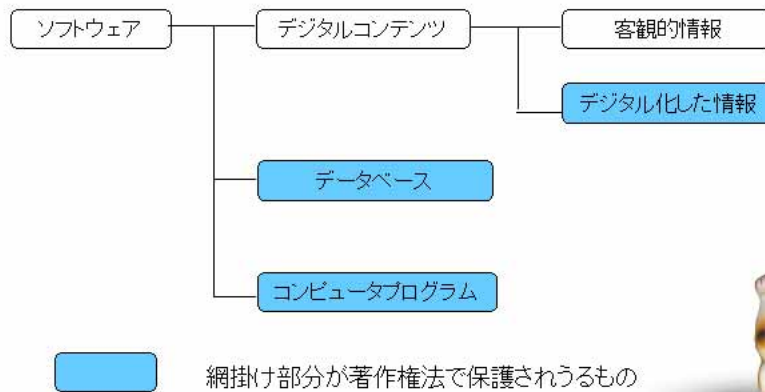 ソフトウェア
デジタルコンテンツ
客観的情報
デジタル化した情報
データベース
コンピュータプログラム
網掛け部分が著作権法で保護されうるもの